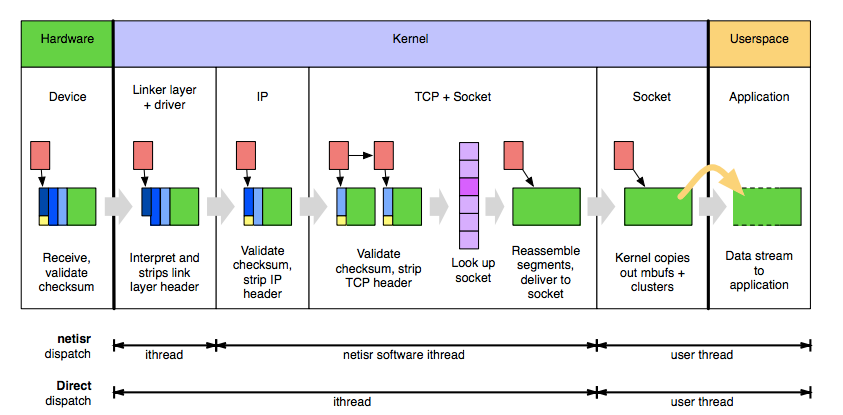 Hardware
Kernel
Userspace
Device
Linker layer
+ driver
IP
TCP + Socket
Socket
Application
Receive,
validate
checksum
Interpret and
strips link
layer header
Validate
checksum,
strip IP
header
Validate
checksum, strip
TCP header
Look up
socket
Reassemble
segments,
deliver to
socket
Kernel copies
out mbufs +
clusters
Data stream
to
application
netisr
dispatch
ithread
netisr software ithread
user thread
Direct
dispatch
ithread
user thread